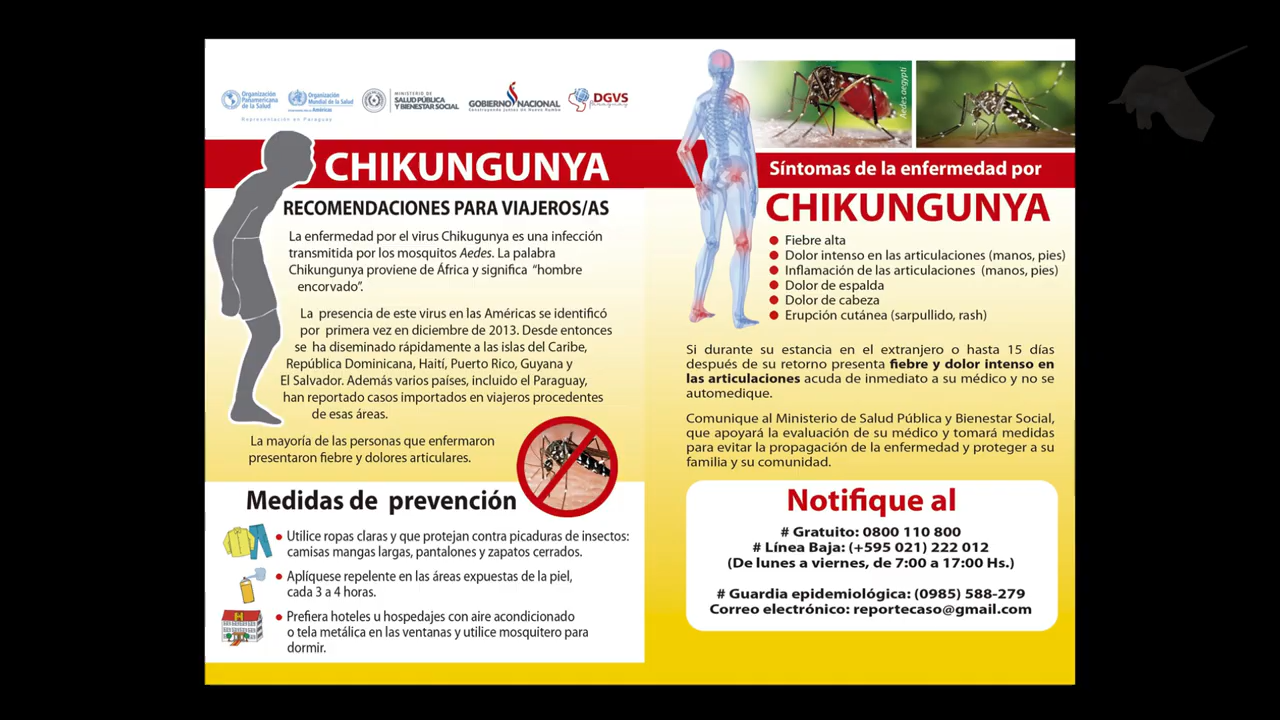 Organización
Panamericana
de la Salud
Organización
Mundial de la Salud
Américas
Representación en Paraguay
MINISTERIO DE
SALUD PÚBLICA
Y BIENESTAR SOCIAL
GOBIERNO NACIONAL
Construyendo Juntos Un Nuevo Rumbo
DGVS
Paraguay
CHIKUNGUNYA
RECOMENDACIONES PARA VIAJEROS/AS
La enfermedad por el virus Chikugunya es una infección
transmitida por los mosquitos Aedes. La palabra
Chikungunya proviene de África y significa "hombre
encorvado".
La presencia de este virus en las Américas se identificó
por primera vez en diciembre de 2013. Desde entonces
se ha diseminado rápidamente a las islas del Caribe,
República Dominicana, Haití, Puerto Rico, Guyana y
El Salvador. Además varios países, incluido el Paraguay,
han reportado casos importados en viajeros procedentes
de esas áreas.
La mayoría de las personas que enfermaron
presentaron fiebre y dolores articulares.
Medidas de prevención
● Utilice ropas claras y que protejan contra picaduras de insectos:
camisas mangas largas, pantalones y zapatos cerrados.
● Aplíquese repelente en las áreas expuestas de la piel,
cada 3 a 4 horas.
H
● Prefiera hoteles u hospedajes con aire acondicionado
o tela metálica en las ventanas y utilice mosquitero para
dormir.
Aedes aegypti
Síntomas de la enfermedad por
CHIKUNGUNYA
● Fiebre alta
● Dolor intenso en las articulaciones (manos, pies)
● Inflamación de las articulaciones (manos, pies)
● Dolor de espalda
● Dolor de cabeza
● Erupción cutánea (sarpullido, rash)
Si durante su estancia en el extranjero o hasta 15 días
después de su retorno presenta fiebre y dolor intenso en
las articulaciones acuda de inmediato a su médico y no se
automedique.
Comunique al Ministerio de Salud Pública y Bienestar Social,
que apoyará la evaluación de su médico y tomará medidas
para evitar la propagación de la enfermedad y proteger a su
familia y su comunidad.
Notifique al
# Gratuito: 0800 110 800
# Línea Baja: (+595 021) 222 012
(De lunes a viernes, de 7:00 a 17:00 Hs.)
# Guardia epidemiológica: (0985) 588-279
Correo electrónico: reportecaso@gmail.com